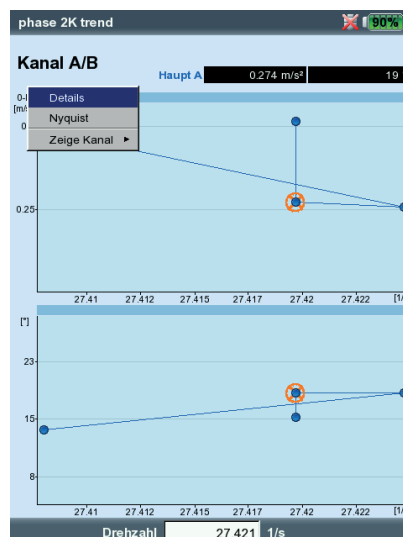 phase 2K trend 90%
Kanal A/B
Haupt A 0.274 m/s² 19
Details
Nyquist
Zeige Kanal
0.25
27.41 27.412 27.415 27.417 27.42 27.422
[°]
23
15
8
27.41 27.412 27.415 27.417 27.42 27.422
Drehzahl 27.421 1/s